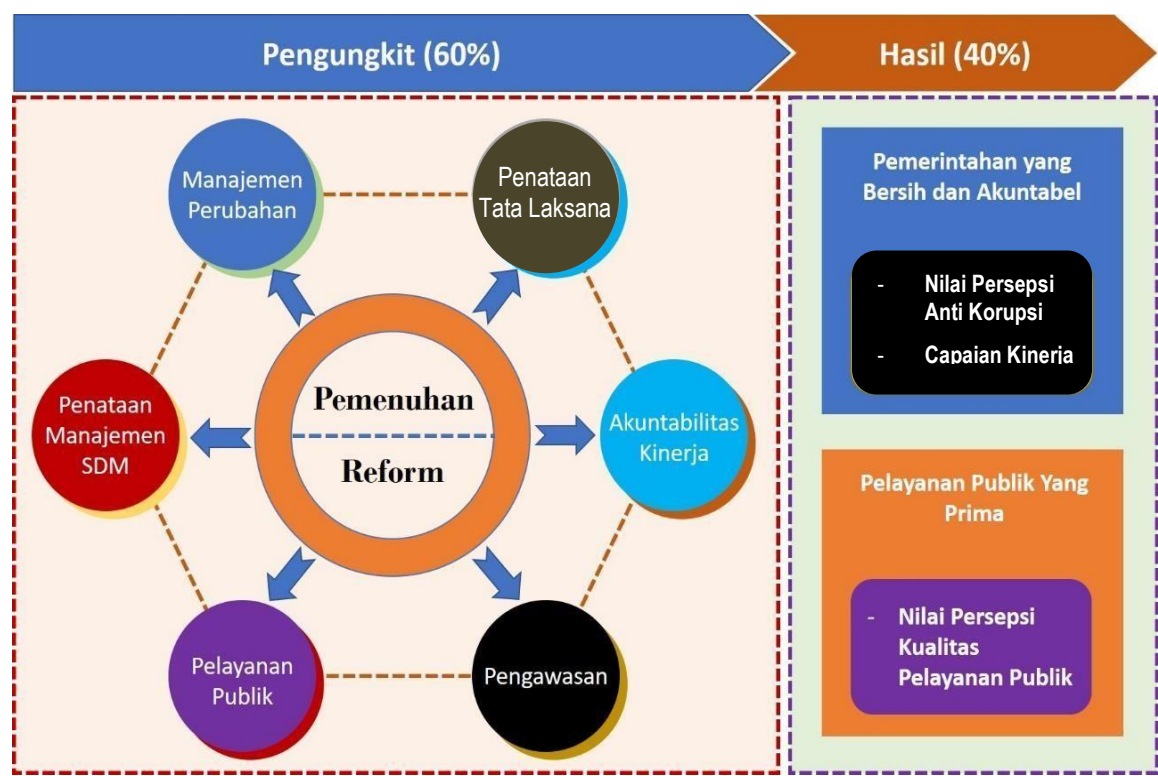 Pengungkit (60%)
Hasil (40%)
Manajemen
Perubahan
Penataan
Tata Laksana
Penataan
Manajemen
SDM
Pemenuhan
Reform
Akuntabilitas
Kinerja
Pelayanan
Publik
Pengawasan
Pemerintahan yang
Bersih dan Akuntabel
- Nilai Persepsi
Anti Korupsi
- Capaian Kinerja
Pelayanan Publik Yang
Prima
- Nilai Persepsi
Kualitas
Pelayanan Publik